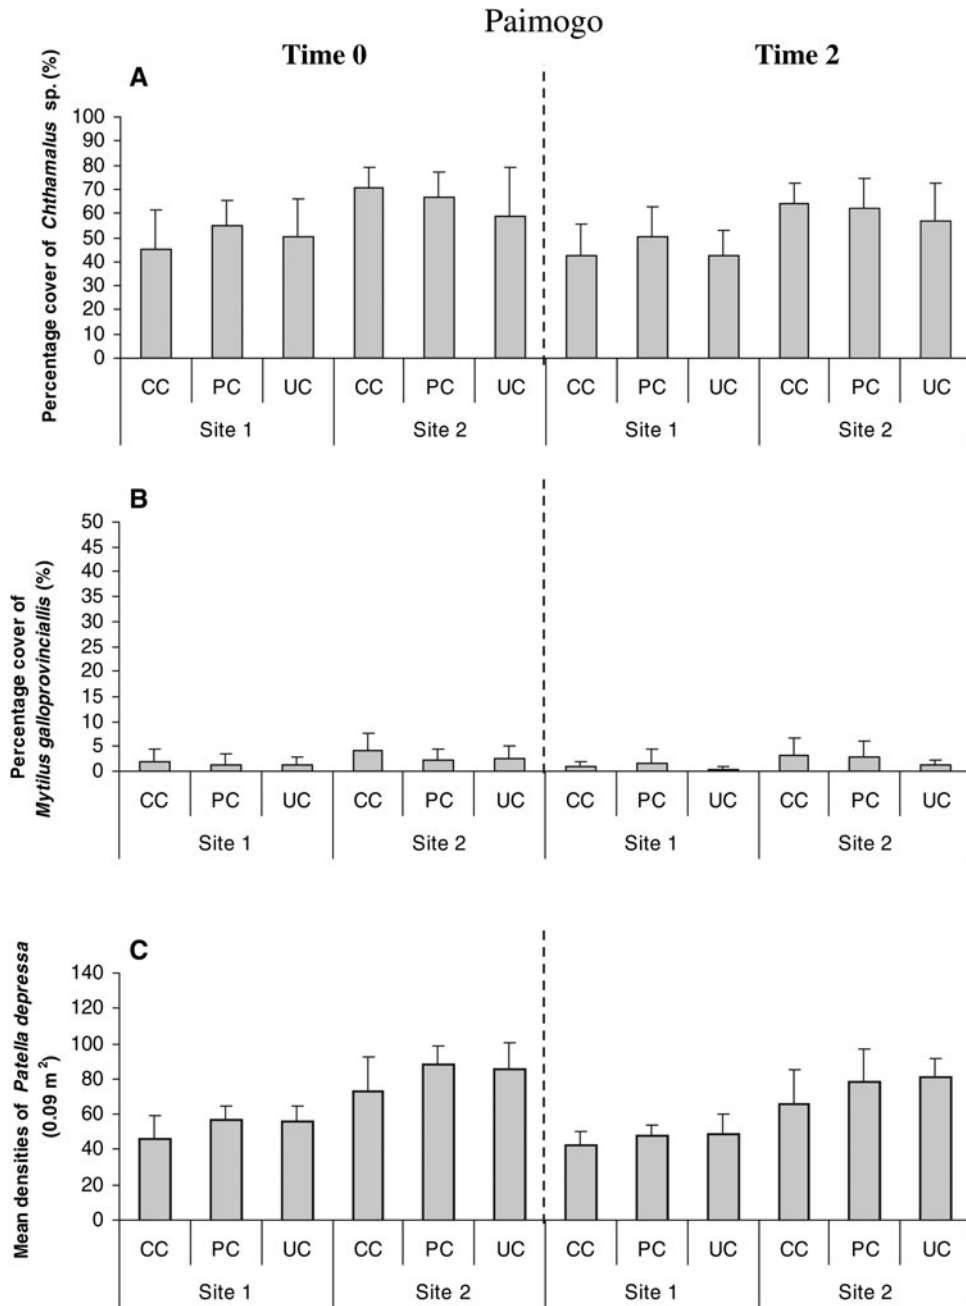 Paimogo
Time 0 Time 2
A
Percentage cover of Chthamalus sp. (%)
100
90
80
70
60
50
40
30
20
10
0
CC PC UC CC PC UC CC PC UC CC PC UC
Site 1 Site 2 Site 1 Site 2
B
Percentage cover of
Mytilus galloprovinciallis (%)
50
45
40
35
30
25
20
15
10
5
0
CC PC UC CC PC UC CC PC UC CC PC UC
Site 1 Site 2 Site 1 Site 2
C
Mean densities of Patella depressa
(0.09 m²)
140
120
100
80
60
40
20
0
CC PC UC CC PC UC CC PC UC CC PC UC
Site 1 Site 2 Site 1 Site 2